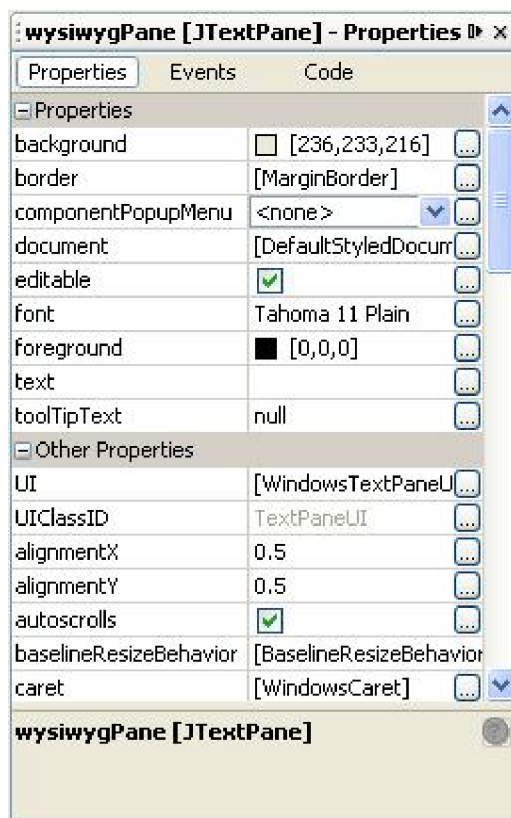 wysiwygPane [JTextPane] - Properties
Properties Events Code
Properties
background [236,233,216] ...
border [MarginBorder] ...
componentPopupMenu <none> ...
document [DefaultStyledDocum ...
editable ...
font Tahoma 11 Plain ...
foreground [0,0,0] ...
text ...
toolTipText null ...
Other Properties
UI [WindowsTextPaneU ...
UIClassID TextPaneUI ...
alignmentX 0.5 ...
alignmentY 0.5 ...
autoscrolls ...
baselineResizeBehavior [BaselineResizeBehavior
caret [WindowsCaret] ...
wysiwygPane [JTextPane] ?